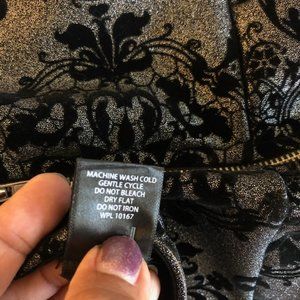 MACHINE WASH COLD
GENTLE CYCLE
DO NOT BLEACH
DRY FLAT
DO NOT IRON
WPL 10167